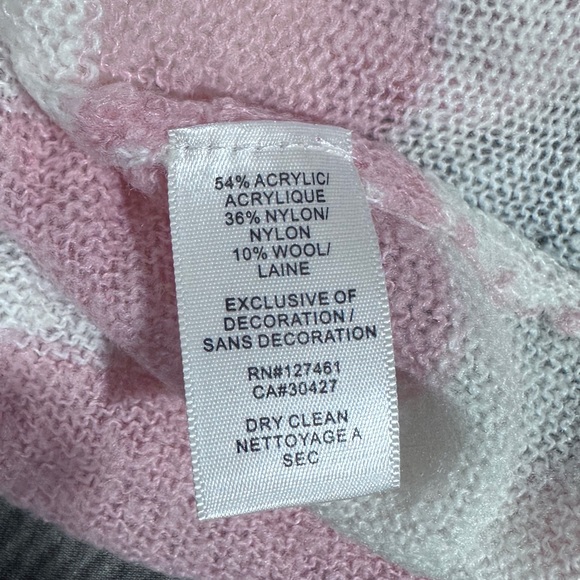 54% ACRYLIC/
ACRYLIQUE
36% NYLON/
NYLON
10% WOOL/
LAINE
EXCLUSIVE OF
DECORATION /
SANS DECORATION
RN#127461
CA#30427
DRY CLEAN
NETTOYAGE A
SEC